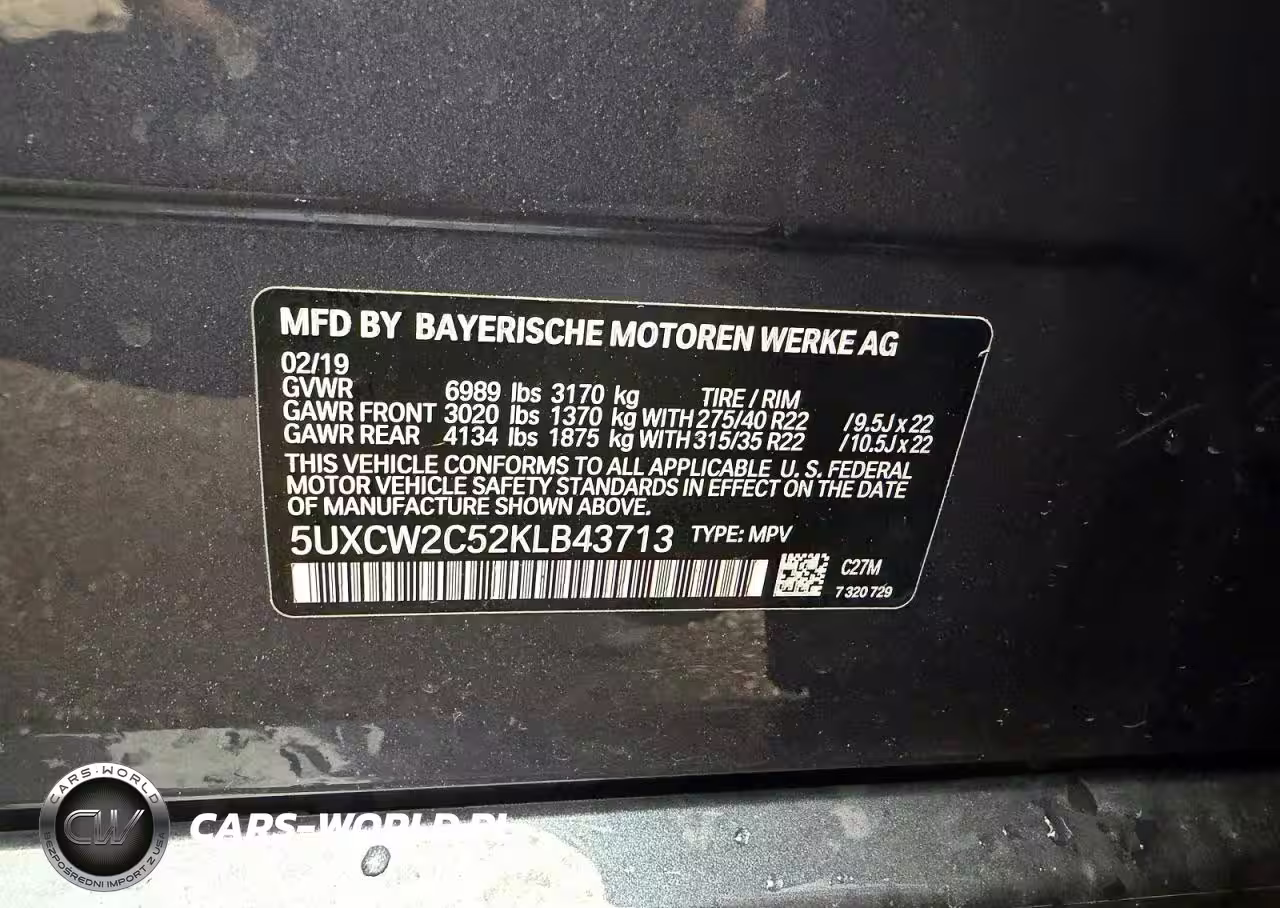 MFD BY BAYERISCHE MOTOREN WERKE AG
02/19
GVWR 6989 lbs 3170 kg TIRE / RIM
GAWR FRONT 3020 lbs 1370 kg WITH 275/40 R22 /9.5J x 22
GAWR REAR 4134 lbs 1875 kg WITH 315/35 R22 /10.5J x 22
THIS VEHICLE CONFORMS TO ALL APPLICABLE U. S. FEDERAL
MOTOR VEHICLE SAFETY STANDARDS IN EFFECT ON THE DATE
OF MANUFACTURE SHOWN ABOVE.
5UXCW2C52KLB43713 TYPE: MPV
C27M
7 320 729
CARS-WORLD
CW
BEZPOŚREDNI IMPORT Z USA
CARS-WORLD.PL